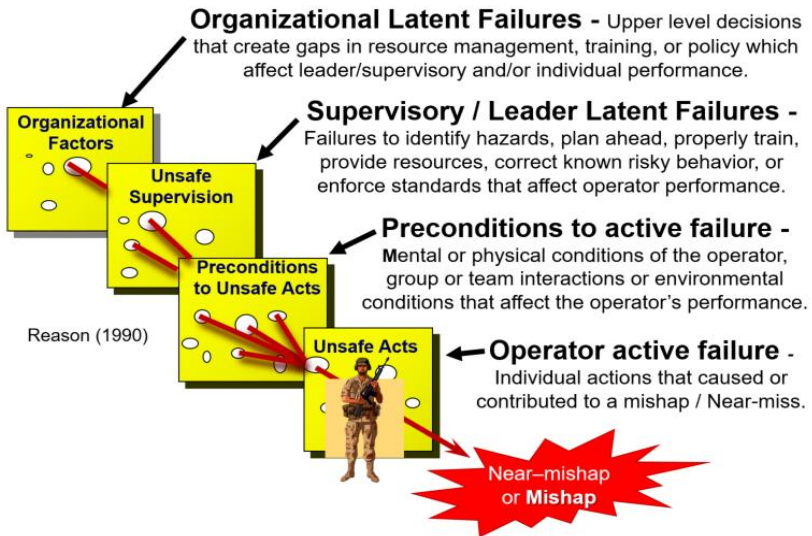 Organizational Latent Failures - Upper level decisions
that create gaps in resource management, training, or policy which
affect leader/supervisory and/or individual performance.
Organizational
Factors
Supervisory / Leader Latent Failures -
Failures to identify hazards, plan ahead, properly train,
provide resources, correct known risky behavior, or
enforce standards that affect operator performance.
Unsafe
Supervision
Preconditions to active failure -
Mental or physical conditions of the operator,
group or team interactions or environmental
conditions that affect the operator's performance.
Preconditions
to Unsafe Acts
Reason (1990)
Unsafe Acts
Operator active failure -
Individual actions that caused or
contributed to a mishap / Near-miss.
Near–mishap
or Mishap